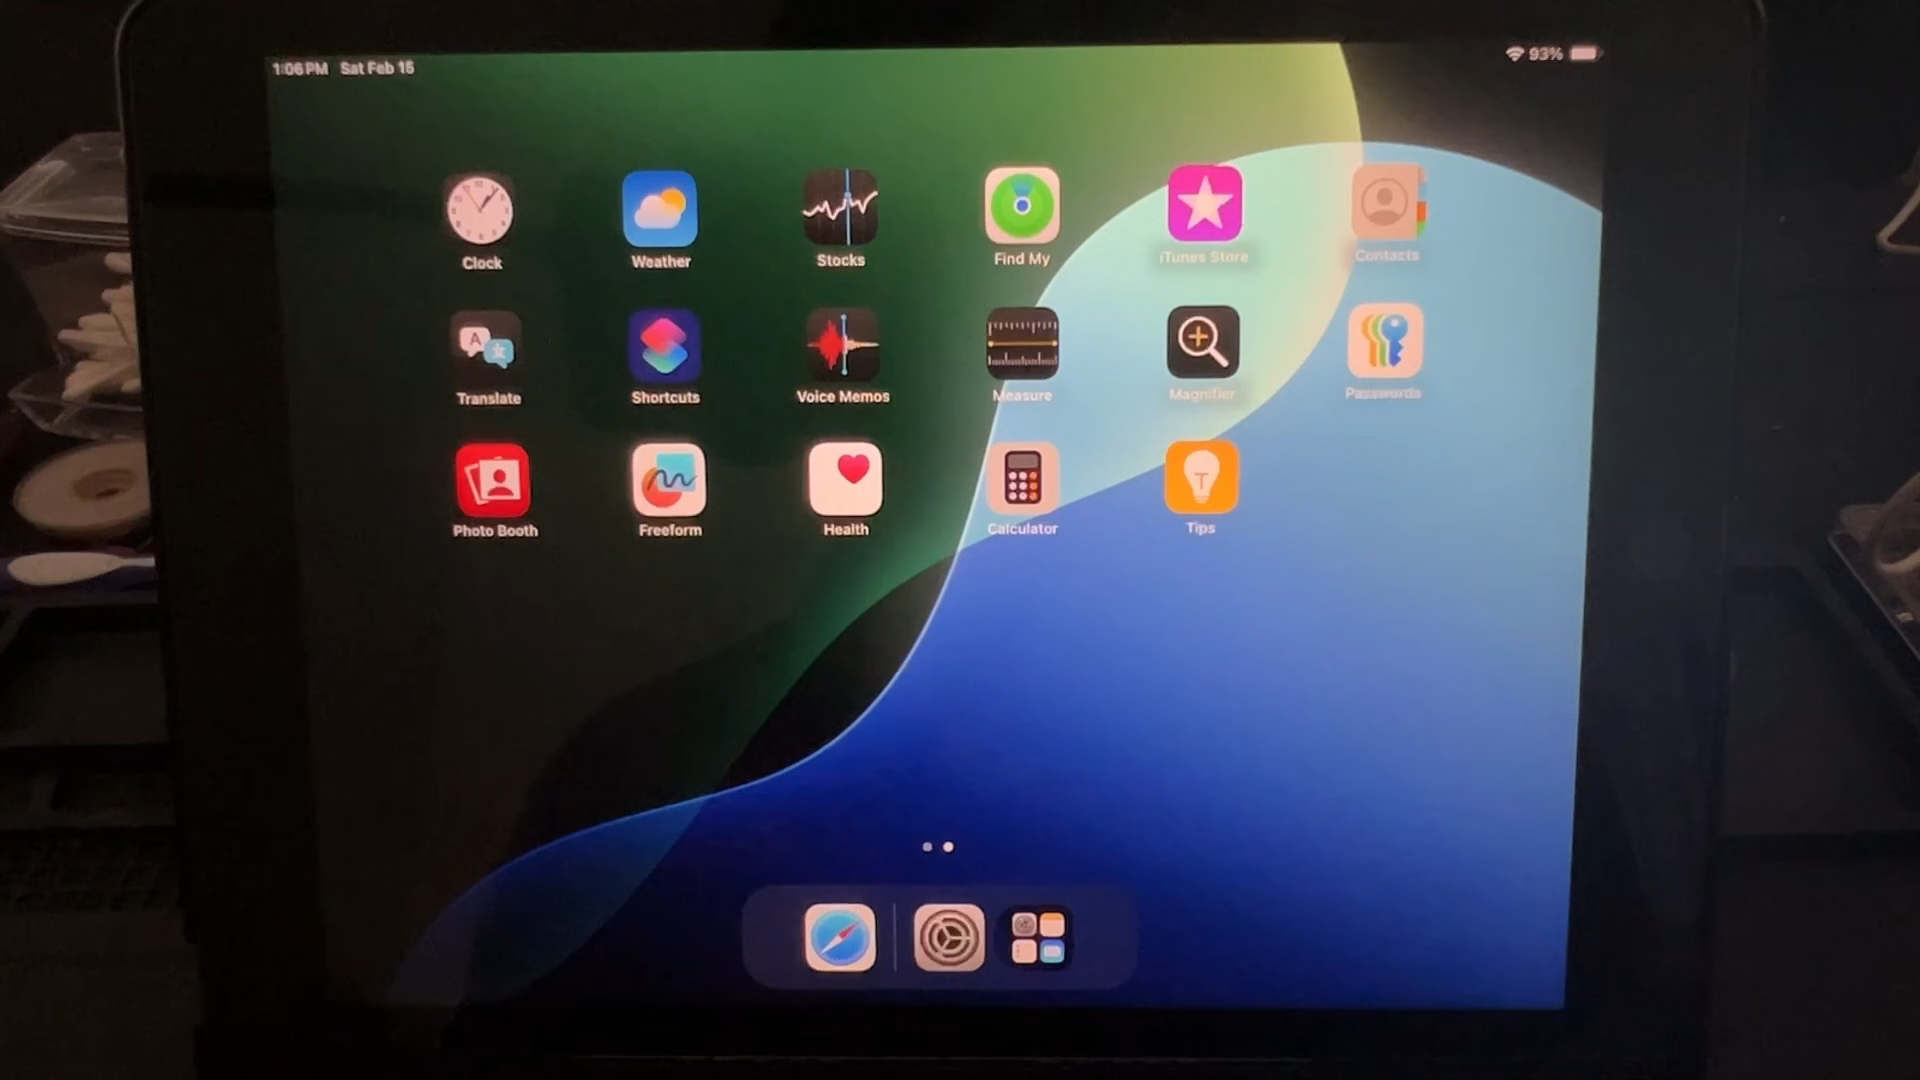 1:06 PM Sat Feb 15
93%
Clock Weather Stocks Find My iTunes Store Contacts
Translate Shortcuts Voice Memos Measure Magnifier Passwords
Photo Booth Freeform Health Calculator Tips